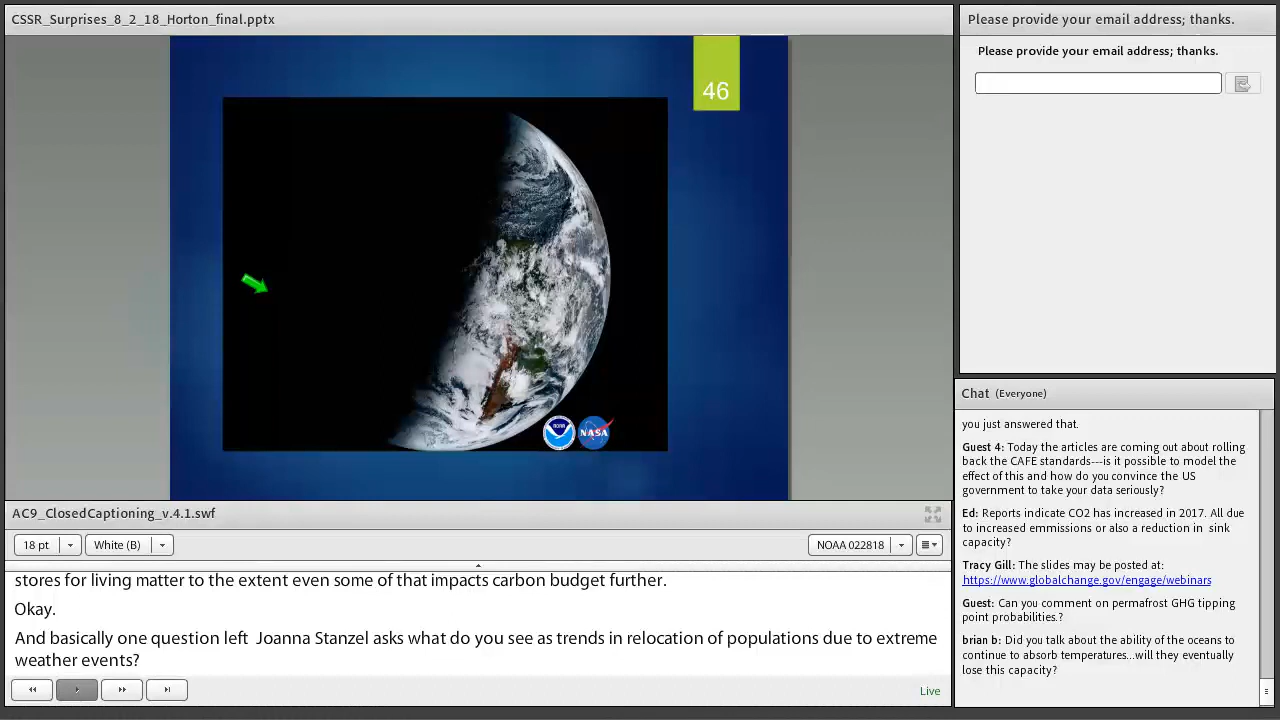 CSSR_Surprises_8_2_18_Horton_final.pptx
46
NOAA
NASA
AC9_ClosedCaptioning_v.4.1.swf
18 pt
White (B)
NOAA 022818
stores for living matter to the extent even some of that impacts carbon budget further.
Okay.
And basically one question left  Joanna Stanzel asks what do you see as trends in relocation of populations due to extreme
weather events?
Live
Please provide your email address; thanks.
Please provide your email address; thanks.
Chat (Everyone)
you just answered that.
Guest 4: Today the articles are coming out about rolling
back the CAFE standards---is it possible to model the
effect of this and how do you convince the US
government to take your data seriously?
Ed: Reports indicate CO2 has increased in 2017. All due
to increased emmissions or also a reduction in  sink
capacity?
Tracy Gill: The slides may be posted at:
https://www.globalchange.gov/engage/webinars
Guest: Can you comment on permafrost GHG tipping
point probabilities.?
brian b: Did you talk about the ability of the oceans to
continue to absorb temperatures...will they eventually
lose this capacity?